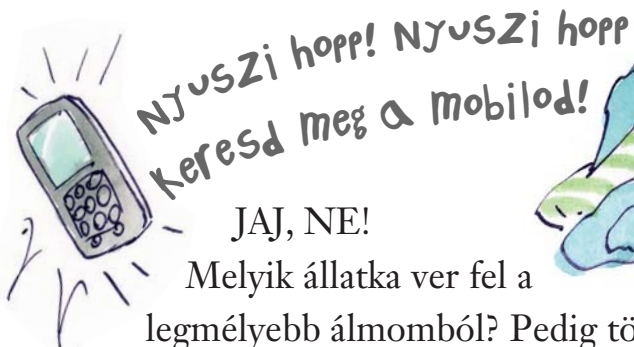 Nyuszi hopp! Nyuszi hopp
Keresd meg a mobilod!
JAJ, NE!
Melyik állatka ver fel a
legmélyebb álmomból? Pedig tö